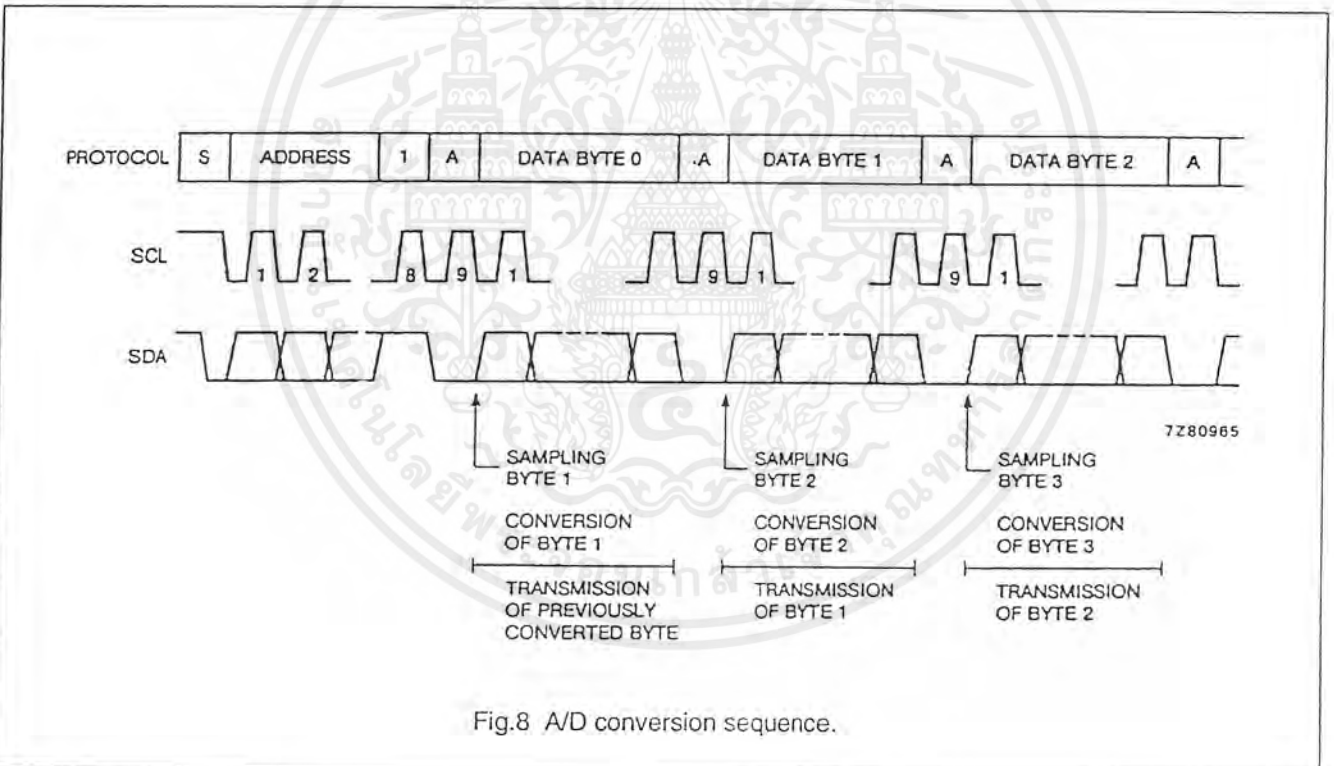 PROTOCOL S ADDRESS 1 A DATA BYTE 0 .A DATA BYTE 1 A DATA BYTE 2 A
SCL 1 2 8 9 1 9 1 9 1
SDA
7Z80965
SAMPLING
BYTE 1
SAMPLING
BYTE 2
SAMPLING
BYTE 3
CONVERSION
OF BYTE 1
CONVERSION
OF BYTE 2
CONVERSION
OF BYTE 3
TRANSMISSION
OF PREVIOUSLY
CONVERTED BYTE
TRANSMISSION
OF BYTE 1
TRANSMISSION
OF BYTE 2
Fig.8 A/D conversion sequence.